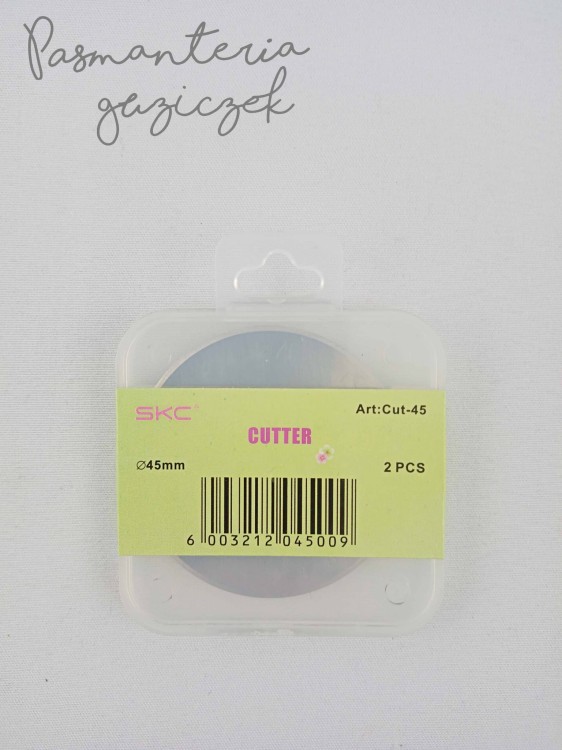 Pasmanteria
guziczek
SKC
Art:Cut-45
CUTTER
⌀45mm
2 PCS
6 003212 045009